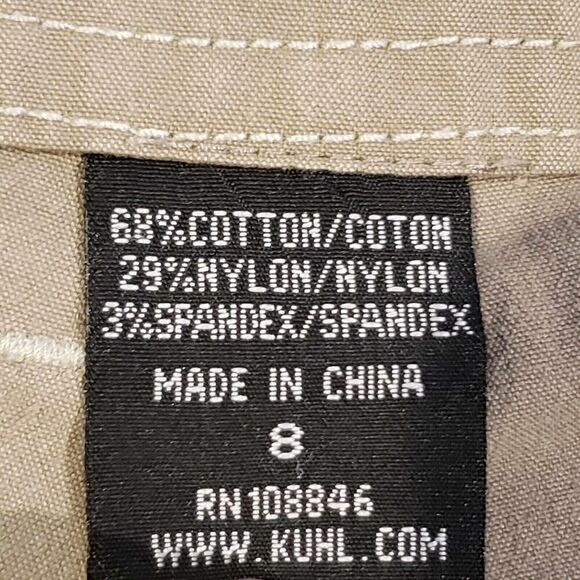 68%COTTON/COTON
29%NYLON/NYLON
3%SPANDEX/SPANDEX
MADE IN CHINA
8
RN108846
WWW.KUHL.COM